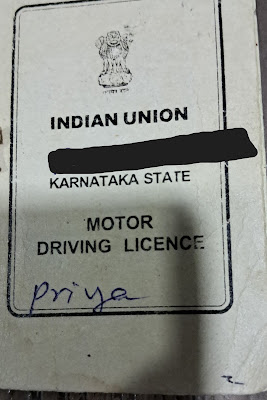 INDIAN UNION
KARNATAKA STATE
MOTOR
DRIVING LICENCE
priya